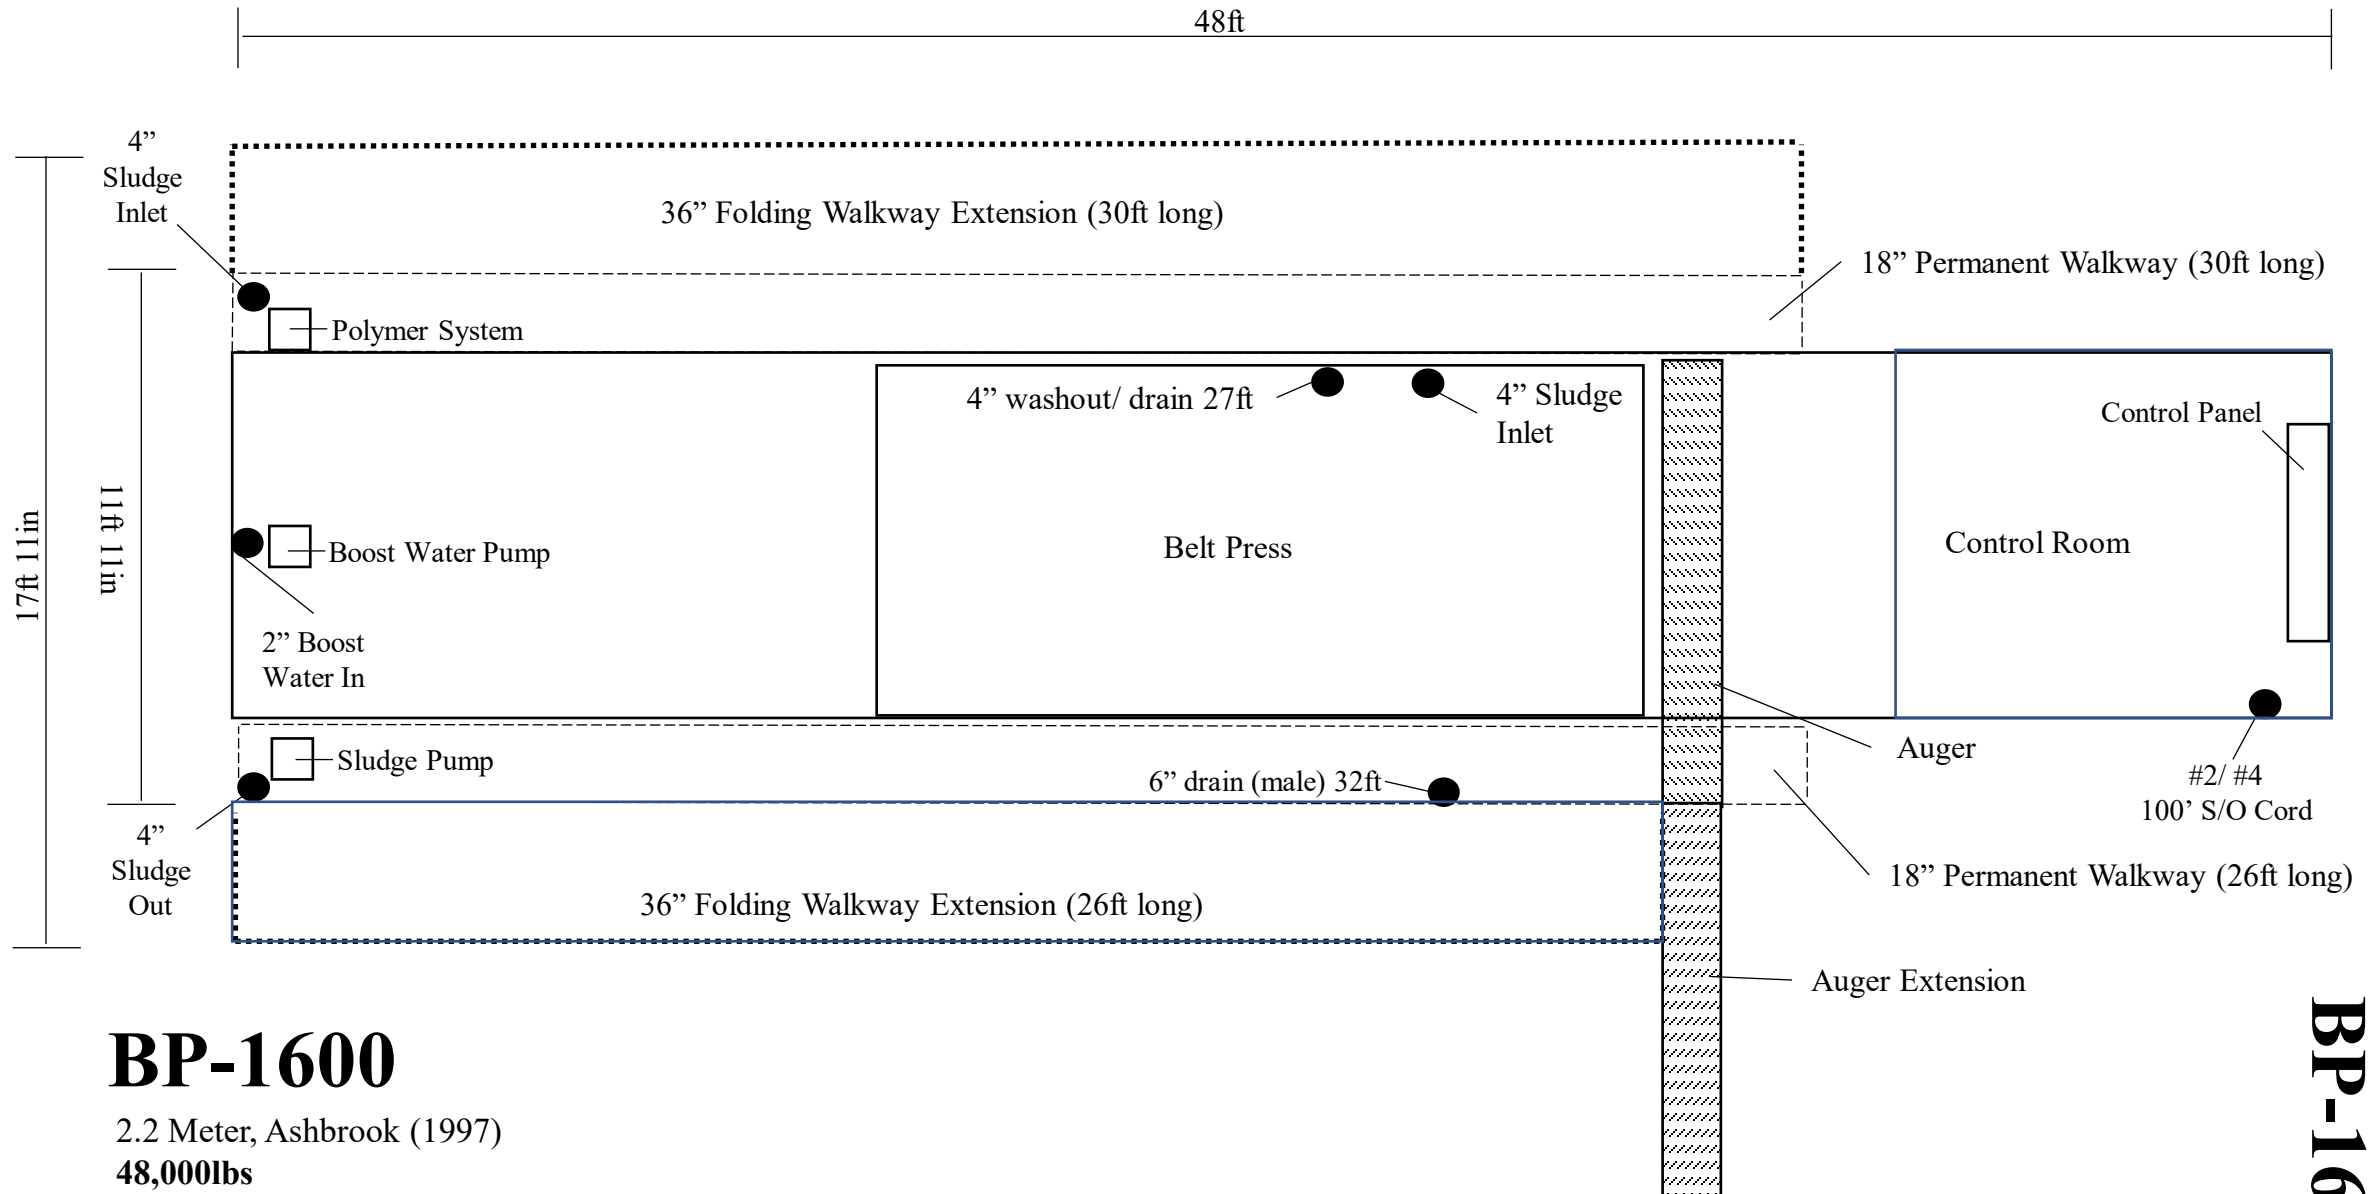 48ft
4”
Sludge
Inlet
36” Folding Walkway Extension (30ft long)
18” Permanent Walkway (30ft long)
Polymer System
4” washout/ drain 27ft
4” Sludge
Inlet
Control Panel
17ft 11in
11ft 11in
Boost Water Pump
Belt Press
Control Room
2” Boost
Water In
Sludge Pump
6” drain (male) 32ft
Auger
#2/ #4
100’ S/O Cord
4”
Sludge
Out
36” Folding Walkway Extension (26ft long)
18” Permanent Walkway (26ft long)
Auger Extension
BP-1600
2.2 Meter, Ashbrook (1997)
48,000lbs
BP-16